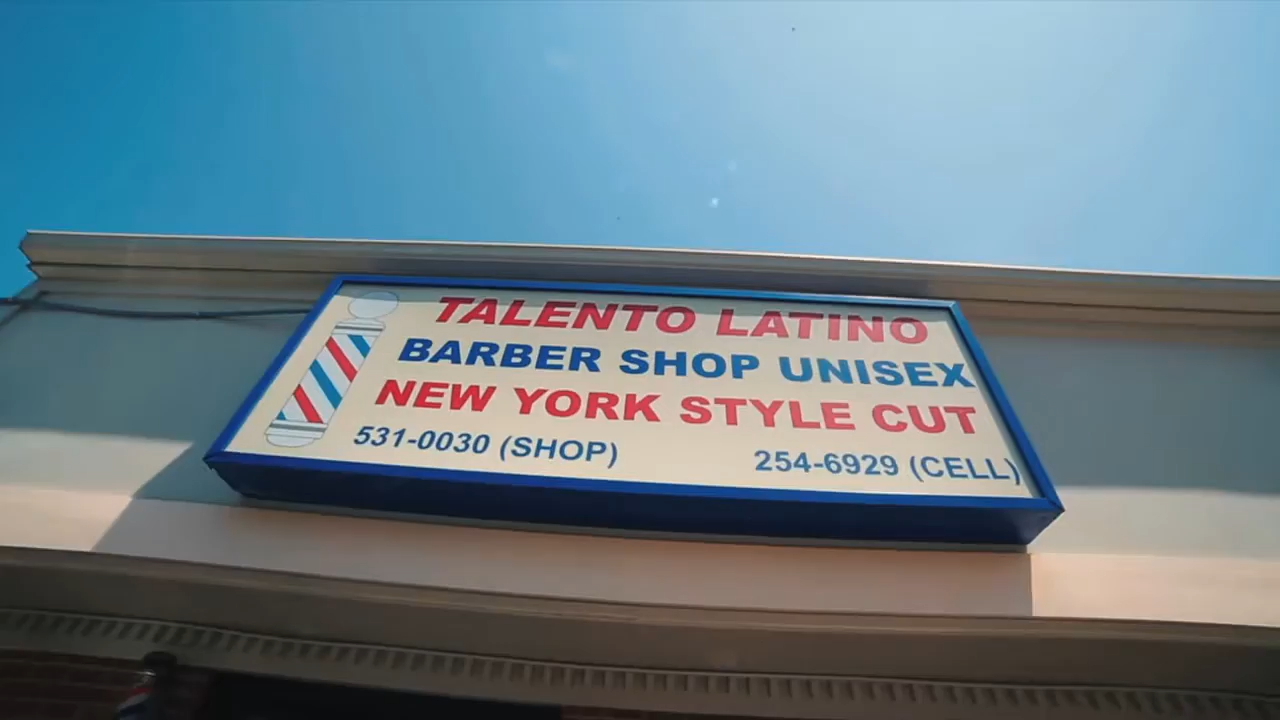 TALENTO LATINO
BARBER SHOP UNISEX
NEW YORK STYLE CUT
531-0030 (SHOP) 254-6929 (CELL)